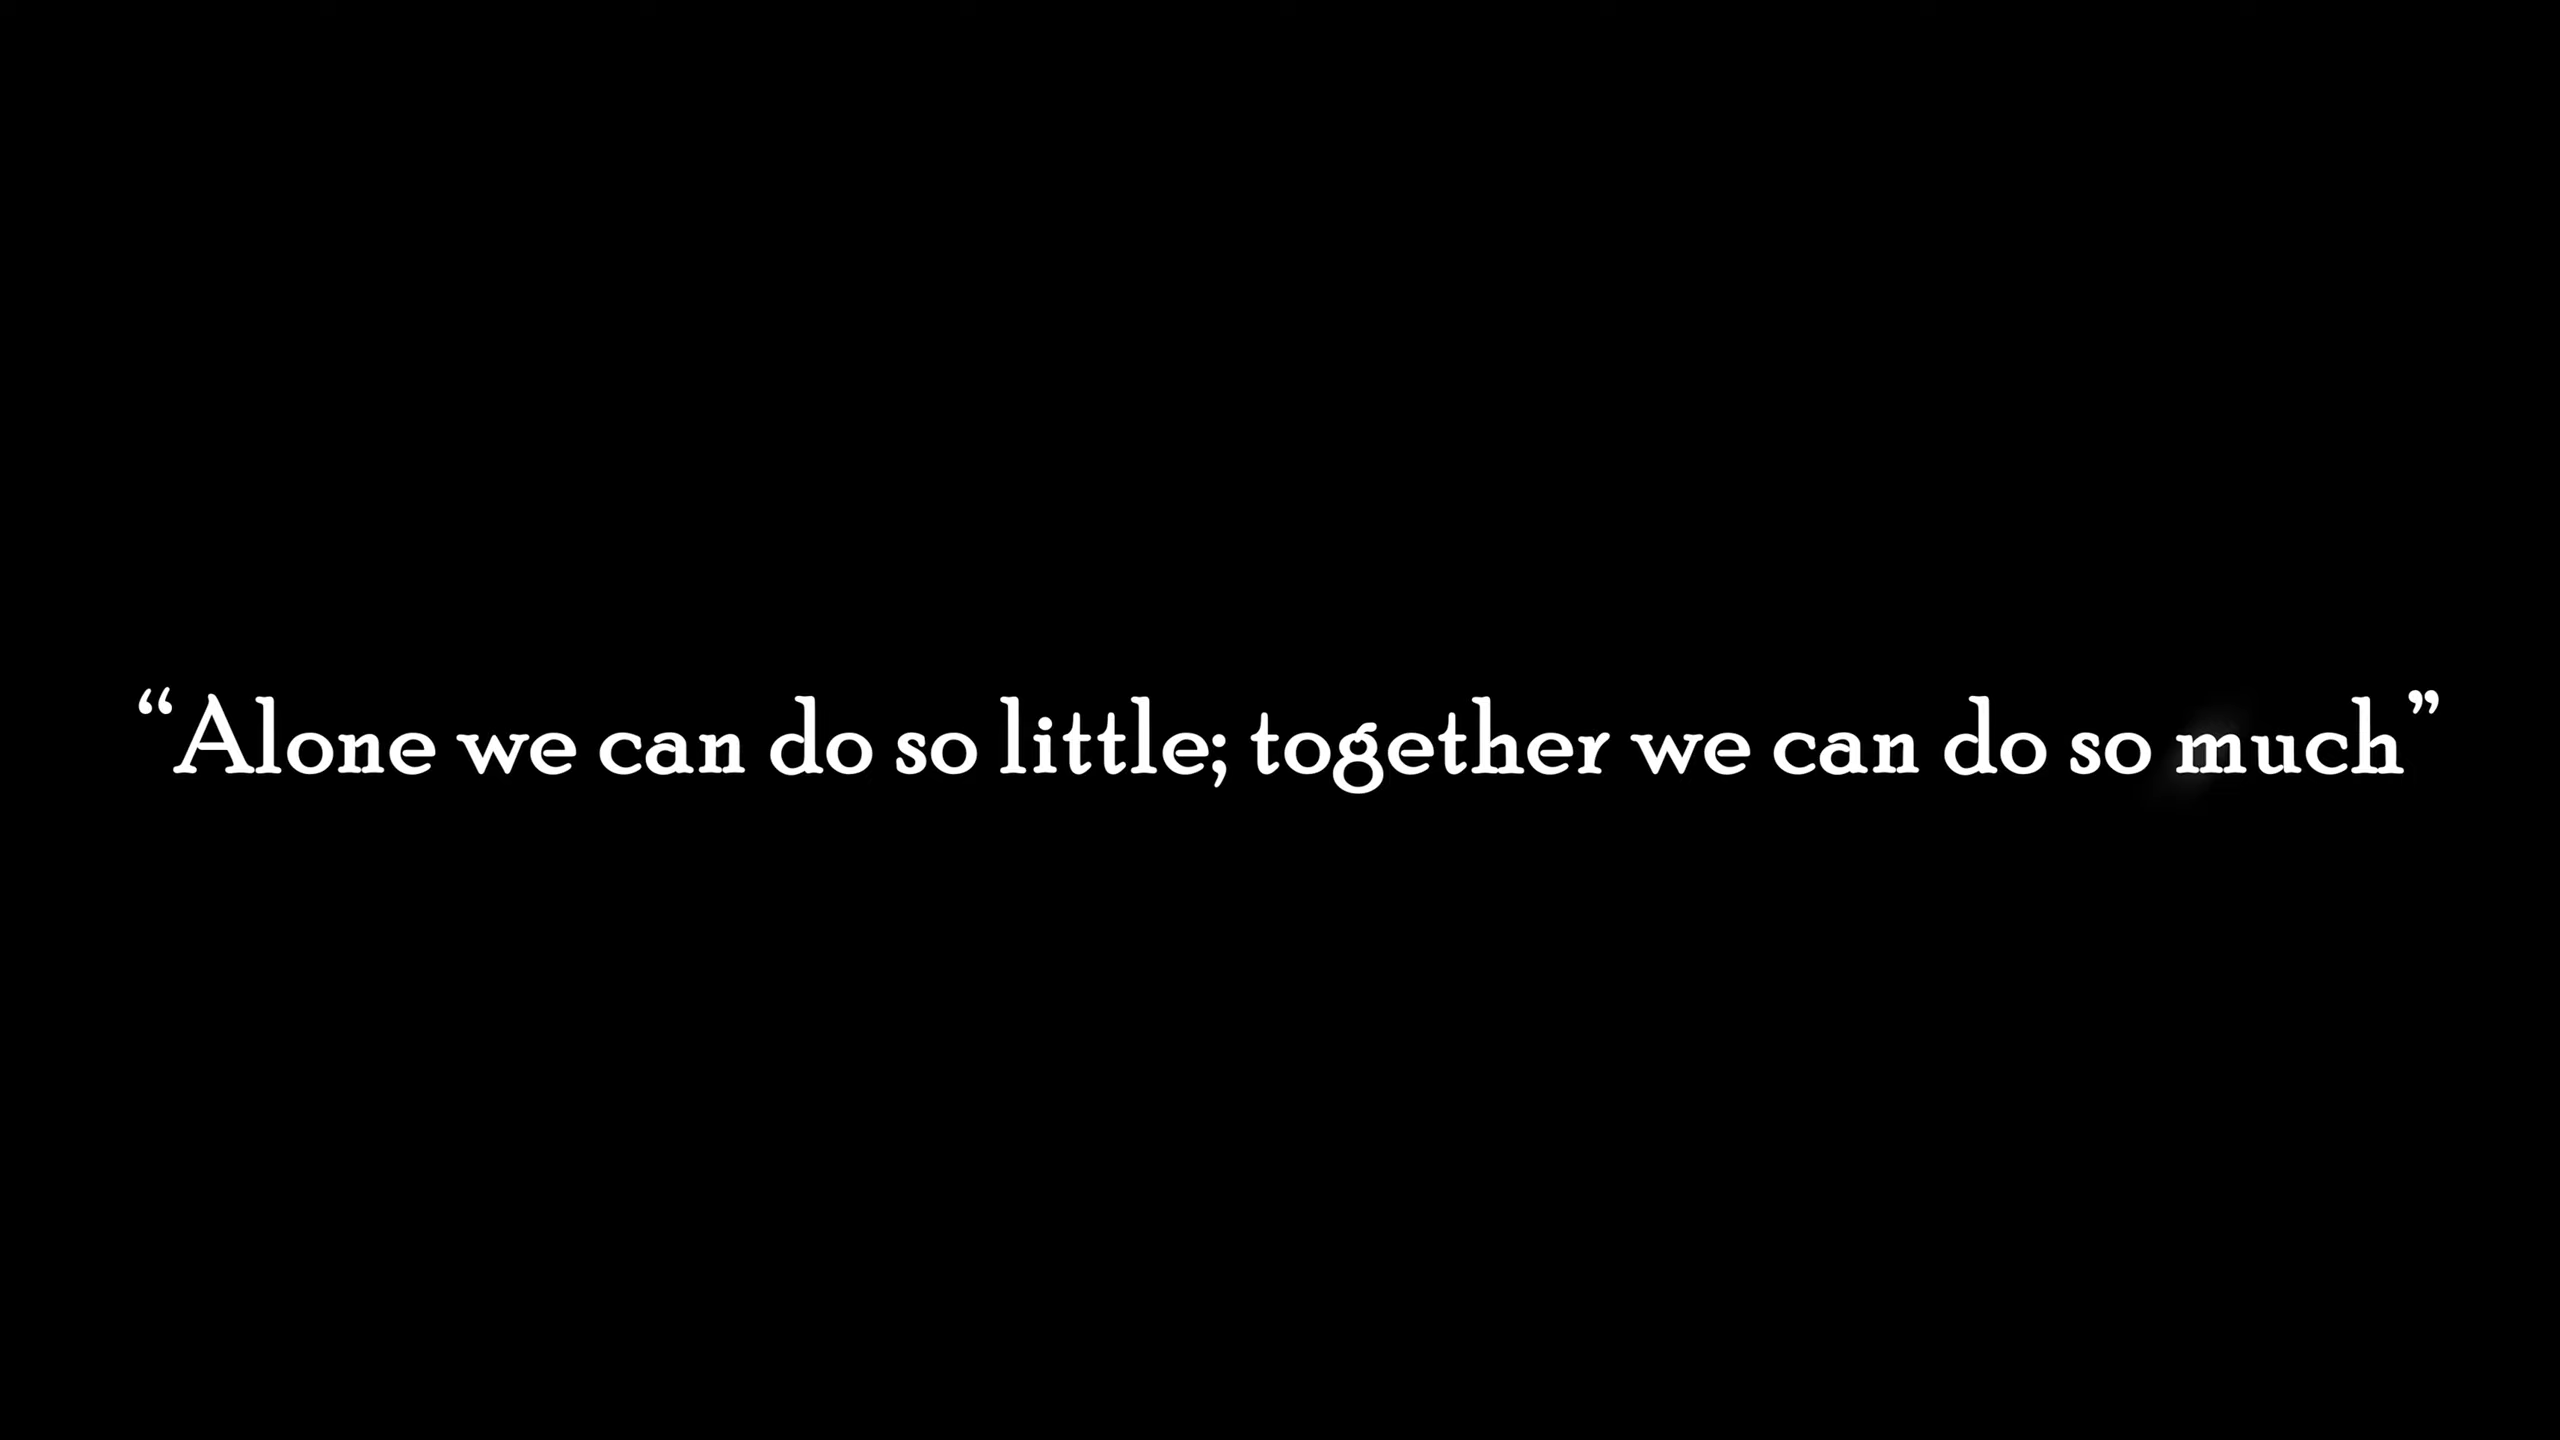 “Alone we can do so little; together we can do so much”